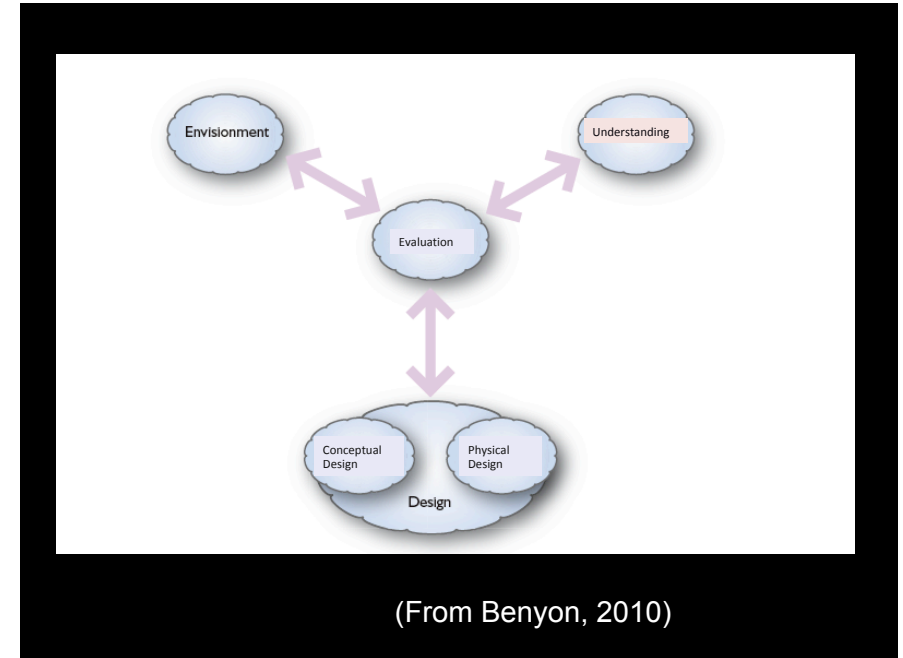 Envisionment
Understanding
Evaluation
Conceptual
Design
Physical
Design
Design
(From Benyon, 2010)